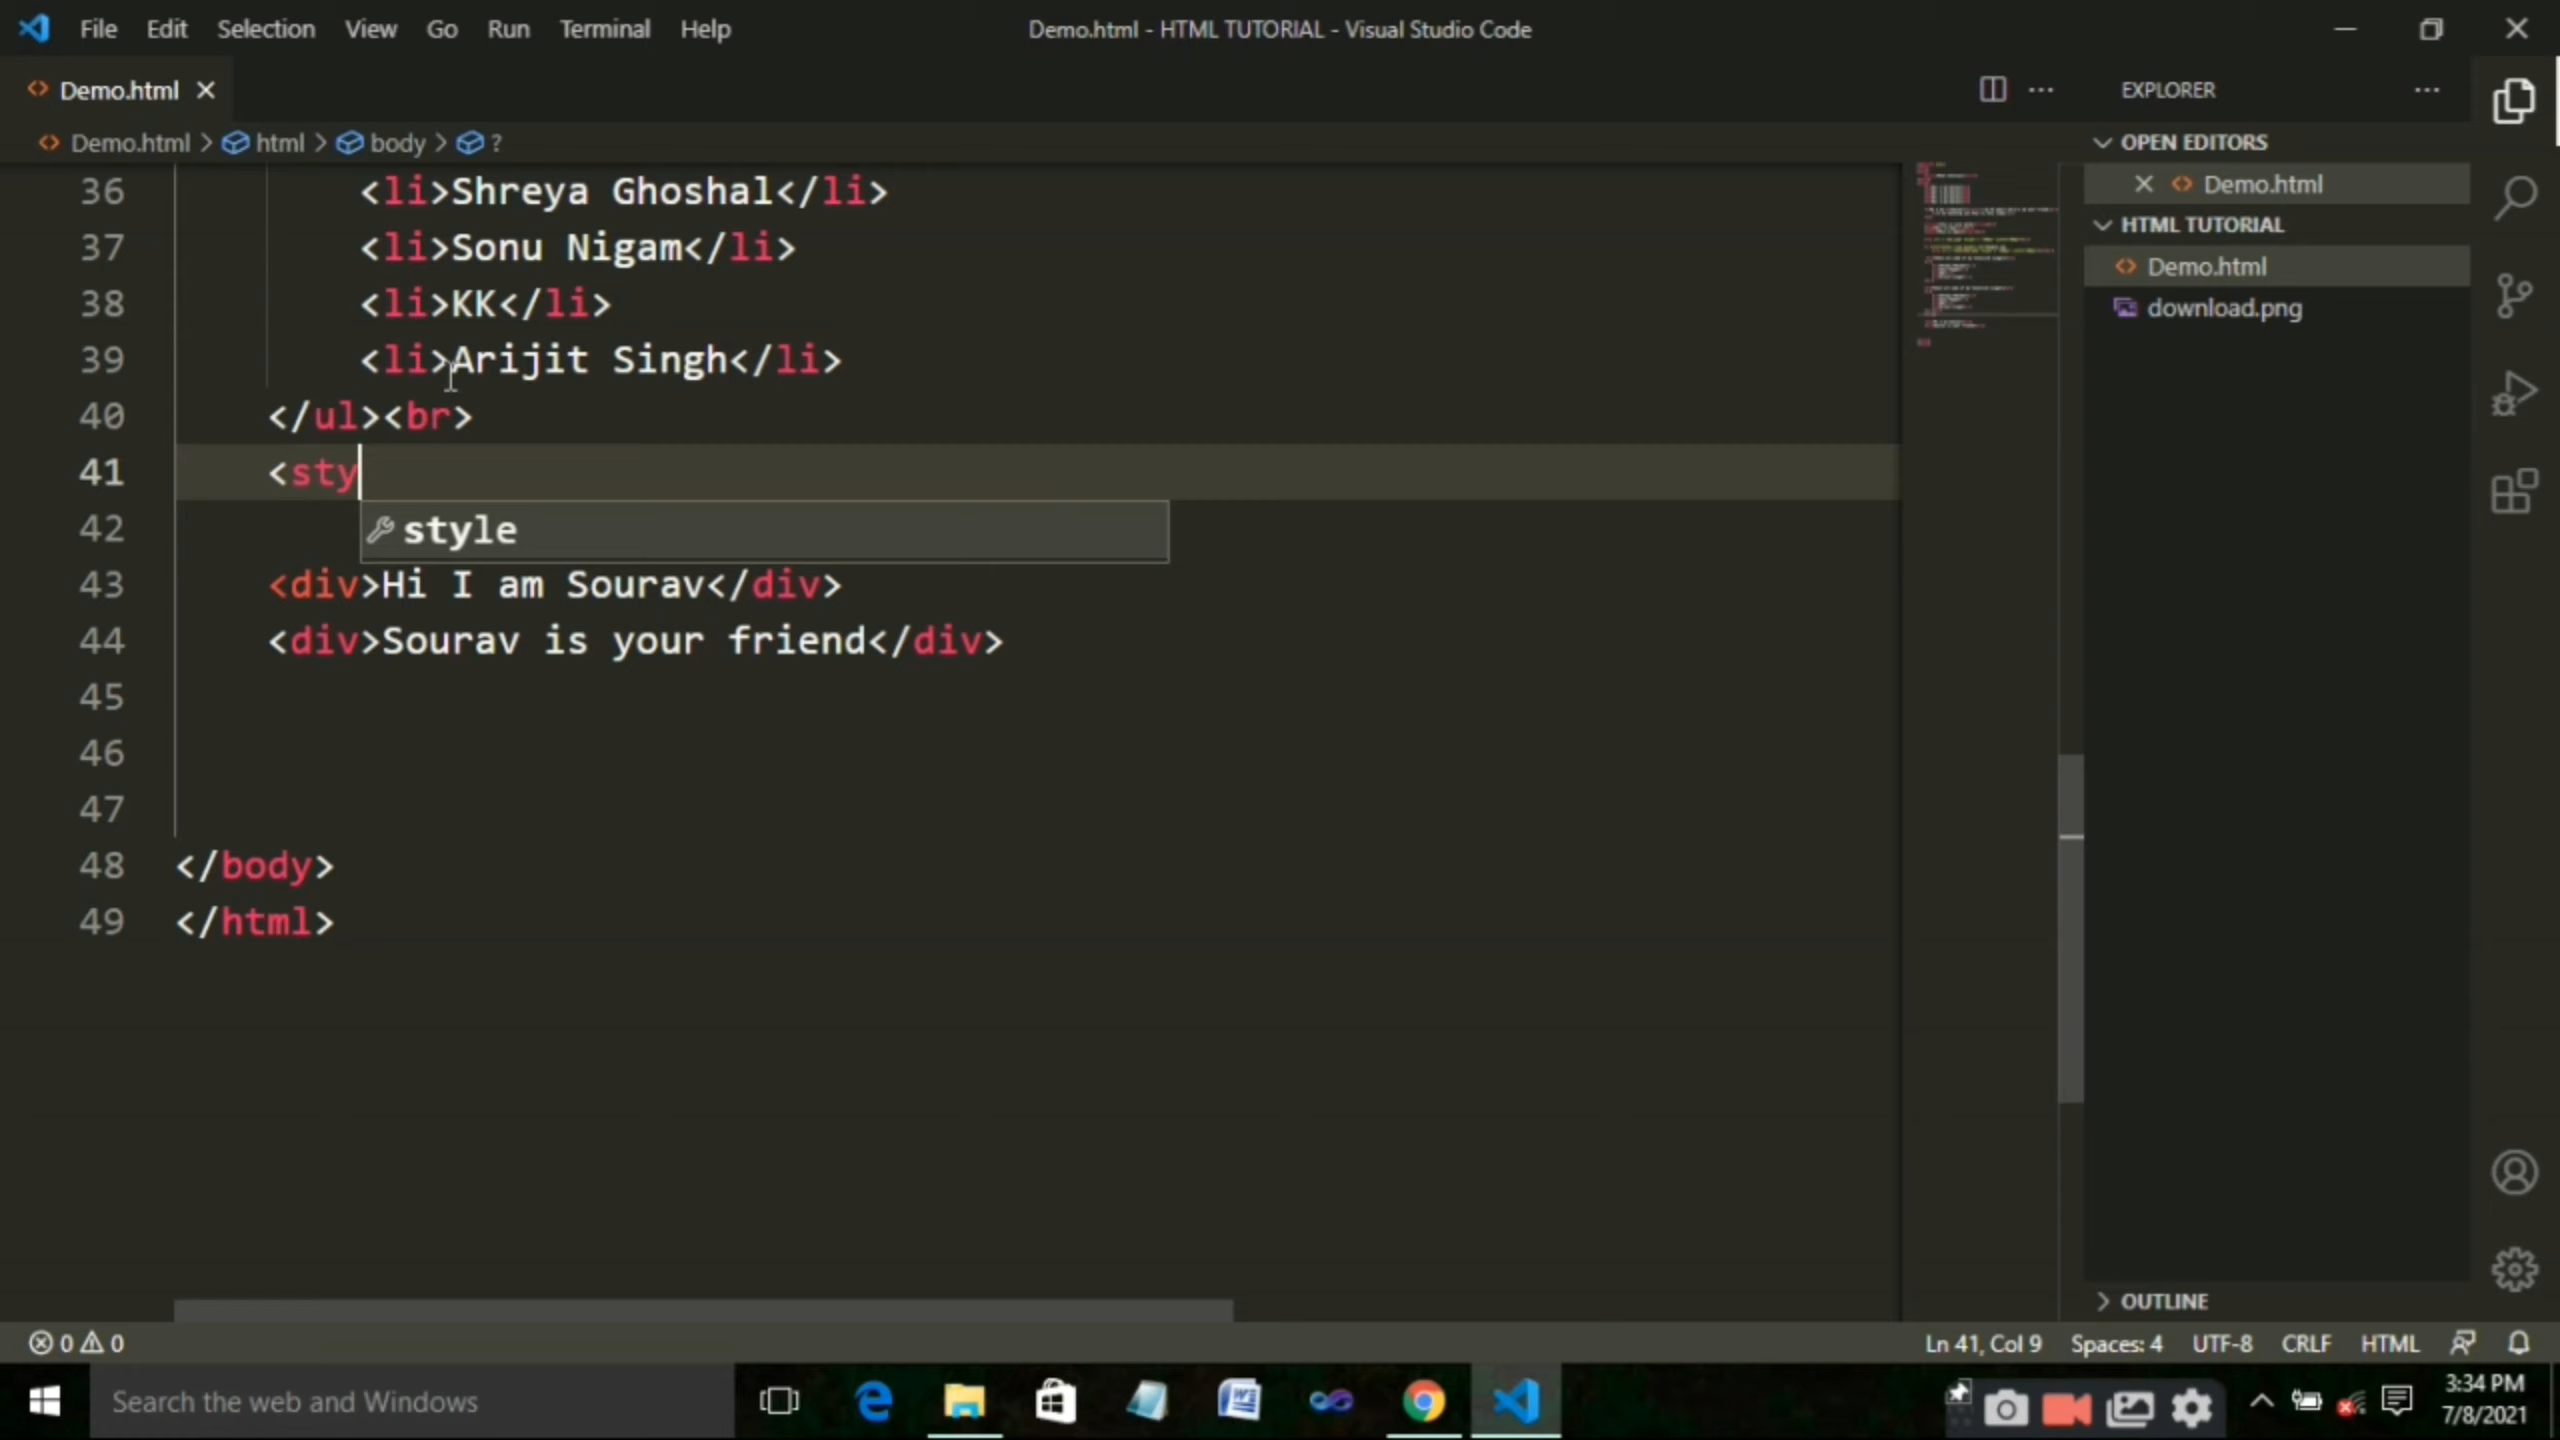 File Edit Selection View Go Run Terminal Help
Demo.html - HTML TUTORIAL - Visual Studio Code
Demo.html
EXPLORER
Demo.html > html > body > ?
OPEN EDITORS
Demo.html
HTML TUTORIAL
Demo.html
download.png
36 <li>Shreya Ghoshal</li>
37 <li>Sonu Nigam</li>
38 <li>KK</li>
39 <li>Arijit Singh</li>
40 </ul><br>
41 <sty
42 style
43 <div>Hi I am Sourav</div>
44 <div>Sourav is your friend</div>
45
46
47
48 </body>
49 </html>
OUTLINE
0 0
Ln 41, Col 9 Spaces: 4 UTF-8 CRLF HTML
Search the web and Windows
3:34 PM
7/8/2021